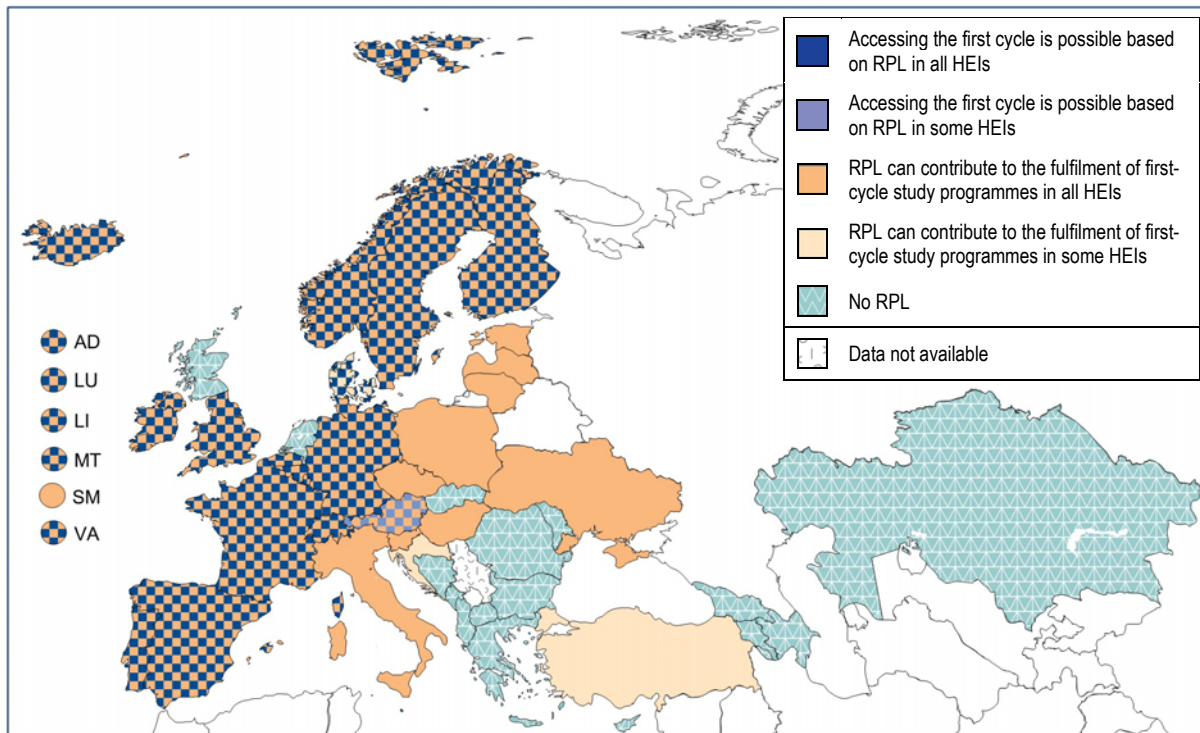 Accessing the first cycle is possible based
on RPL in all HEIs
Accessing the first cycle is possible based
on RPL in some HEIs
RPL can contribute to the fulfilment of first-
cycle study programmes in all HEIs
RPL can contribute to the fulfilment of first-
cycle study programmes in some HEIs
No RPL
Data not available
AD
LU
LI
MT
SM
VA